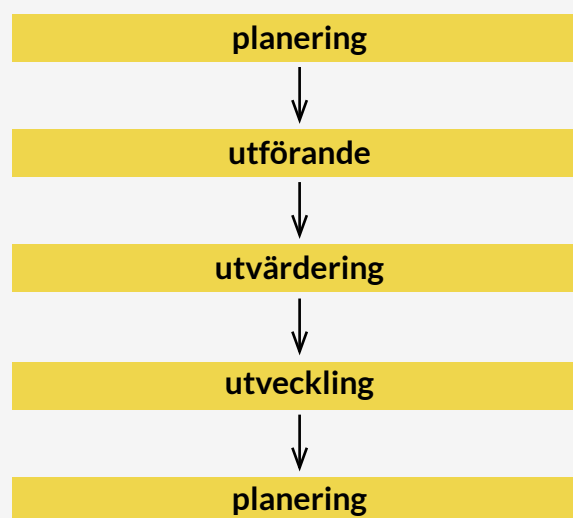 planering
utförande
utvärdering
utveckling
planering